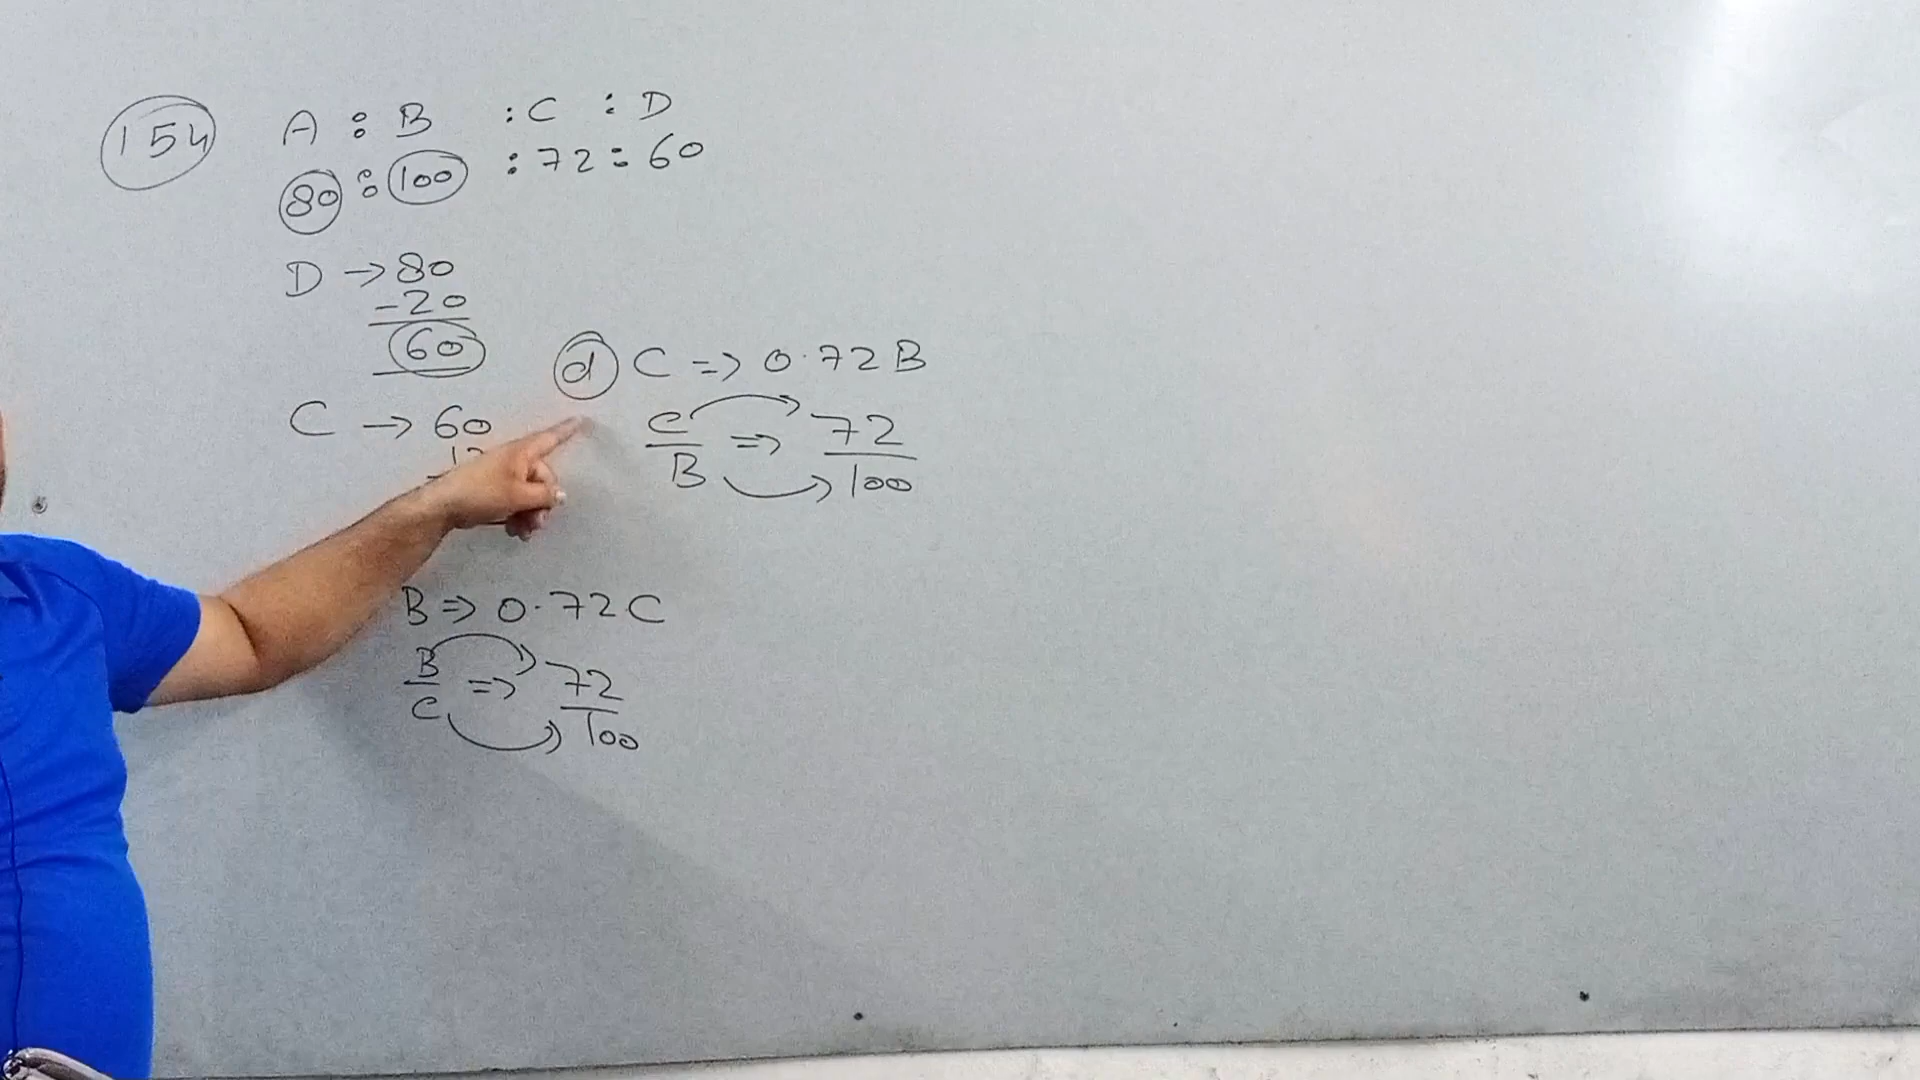 154
A : B : C : D
80 : 100 : 72 : 60
D → 80
-20
60
C → 60
(d) C => 0.72B
C/B => 72/100
B => 0.72C
B/C => 72/100